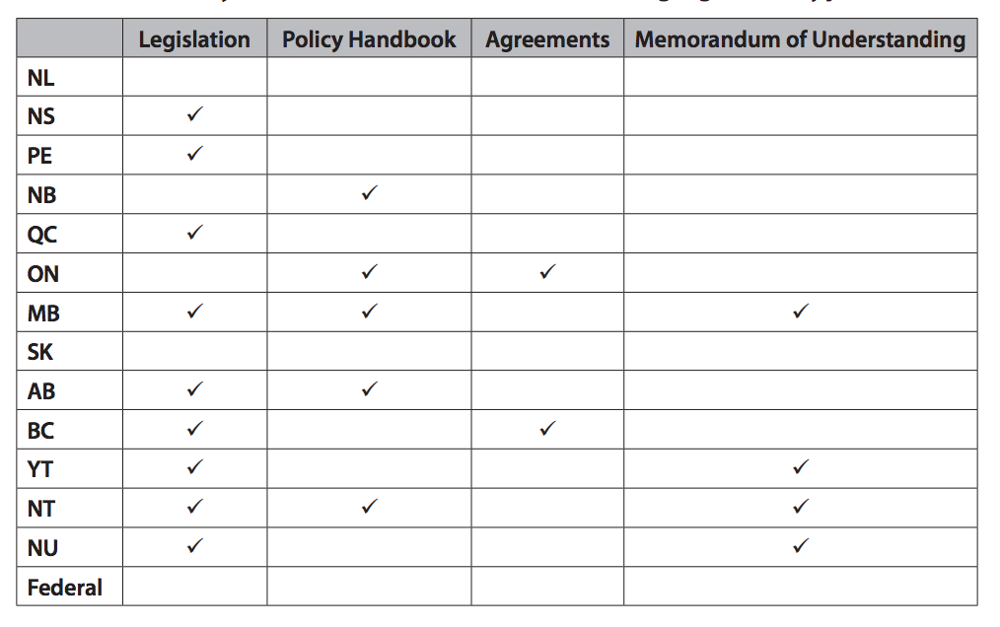 Legislation Policy Handbook Agreements Memorandum of Understanding
NL
NS ✓
PE ✓
NB ✓
QC ✓
ON ✓ ✓
MB ✓ ✓ ✓
SK
AB ✓ ✓
BC ✓ ✓
YT ✓ ✓
NT ✓ ✓ ✓
NU ✓ ✓
Federal